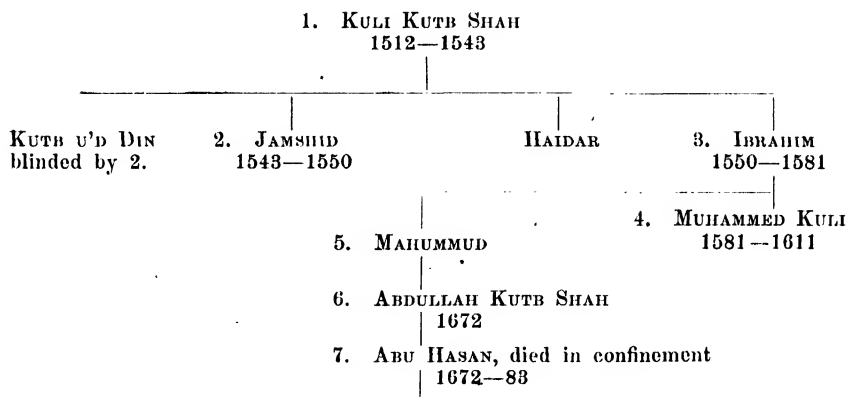 1. KULI KUTB SHAH
1512—1543
KUTB U'D DIN 2. JAMSHID HAIDAR 3. IBRAHIM
blinded by 2. 1543—1550 1550—1581
4. MUHAMMED KULI
1581—1611
5. MAHUMMUD
6. ABDULLAH KUTB SHAH
1672
7. ABU HASAN, died in confinement
1672—83